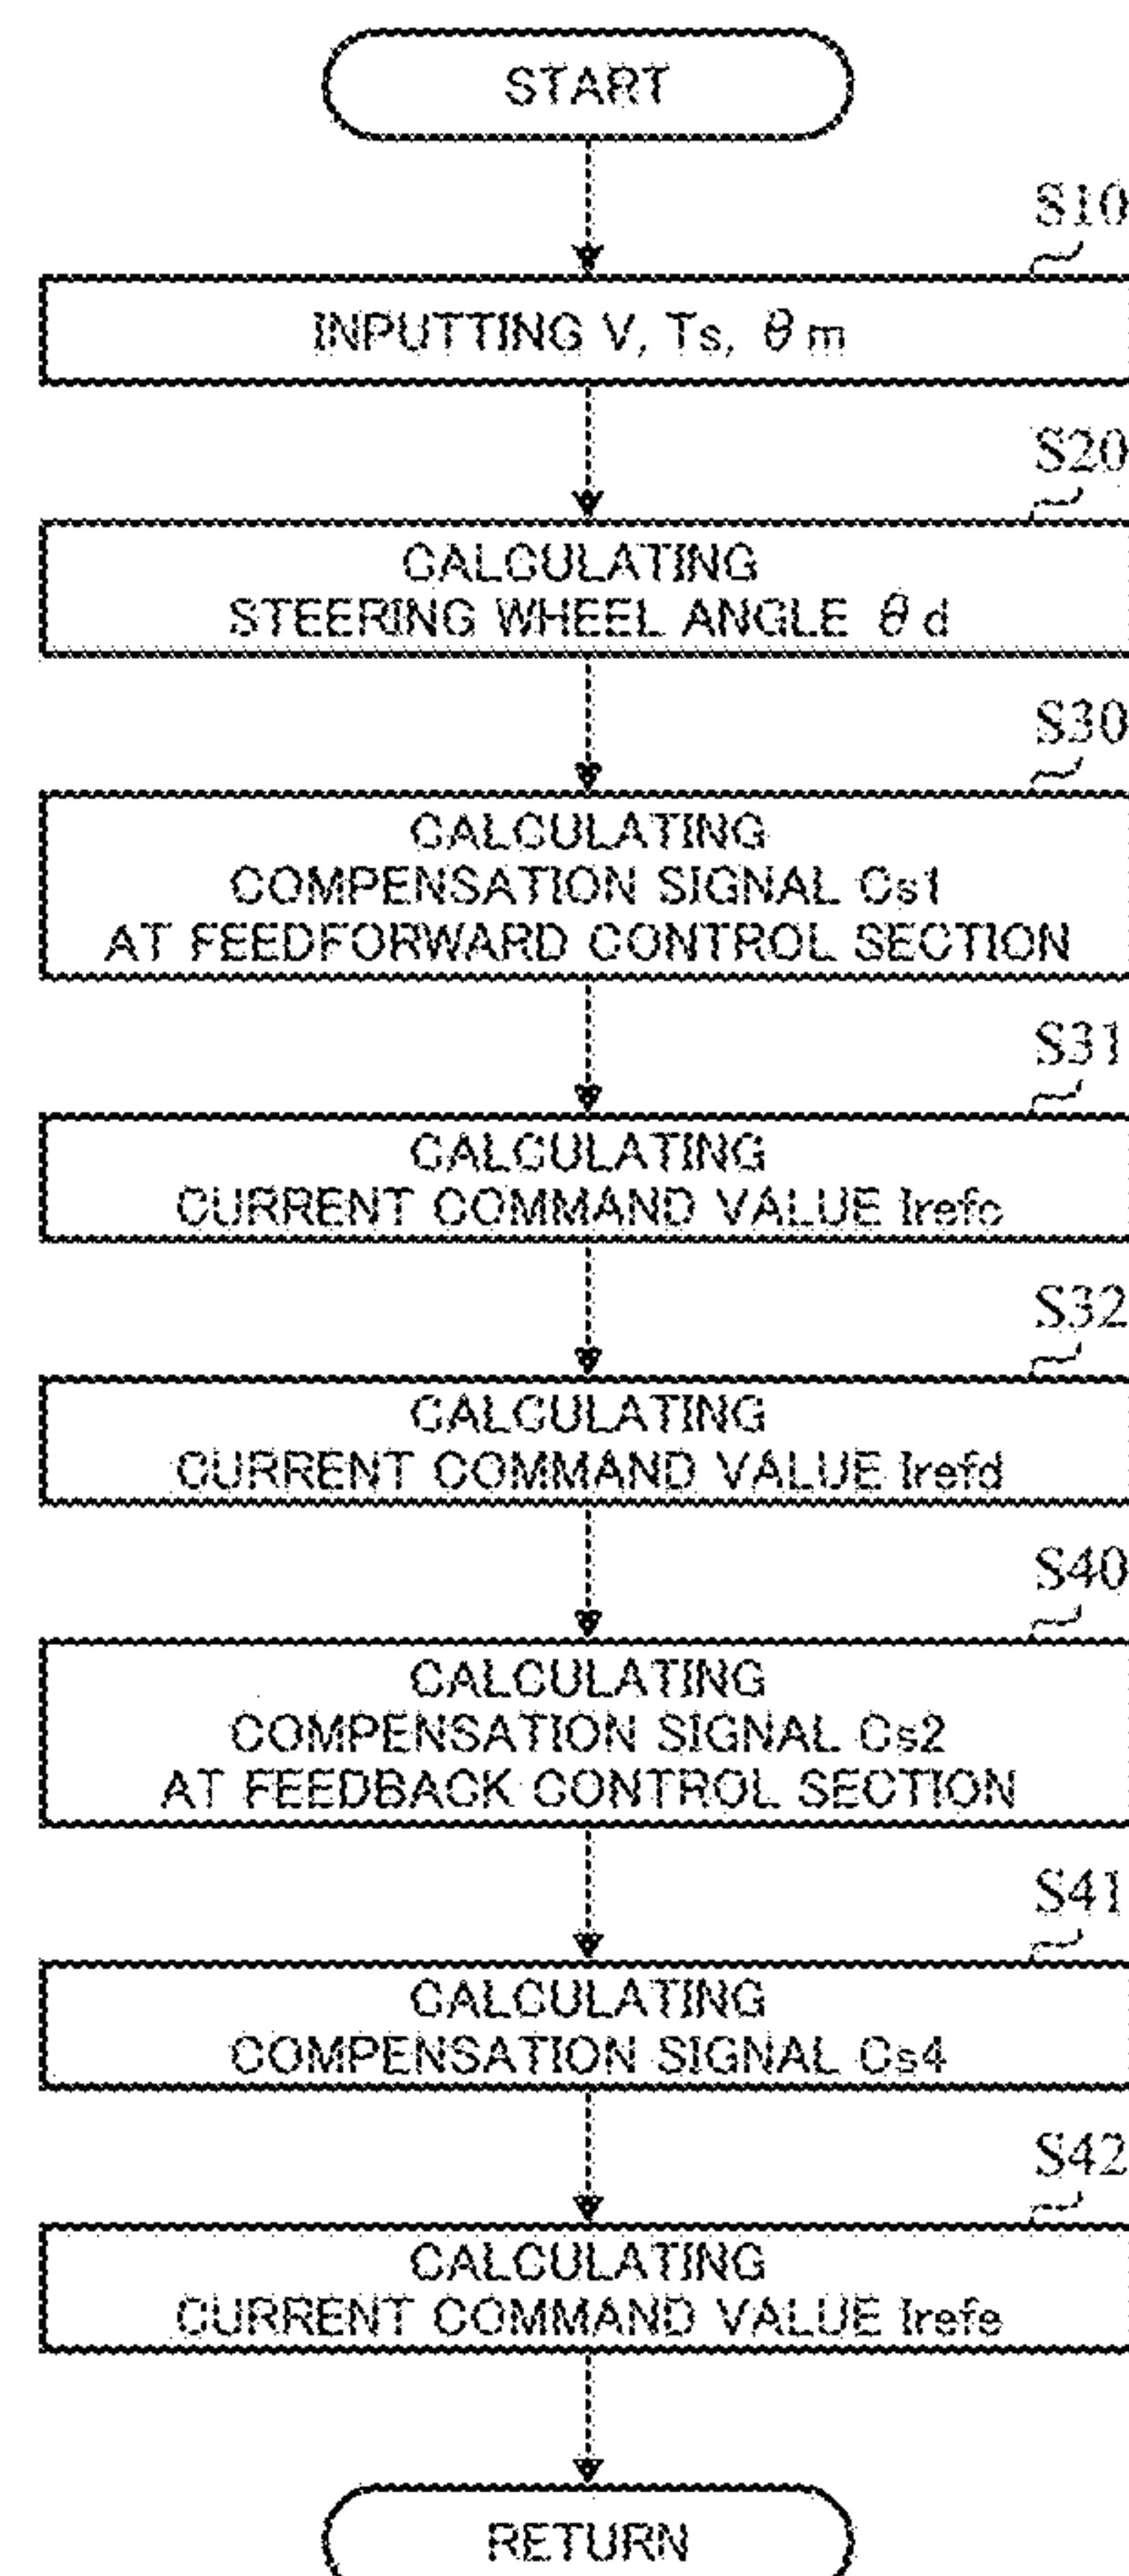 START
S10
INPUTTING V, Ts, θm
S20
CALCULATING
STEERING WHEEL ANGLE θd
S30
CALCULATING
COMPENSATION SIGNAL Cs1
AT FEEDFORWARD CONTROL SECTION
S31
CALCULATING
CURRENT COMMAND VALUE Irefc
S32
CALCULATING
CURRENT COMMAND VALUE Irefd
S40
CALCULATING
COMPENSATION SIGNAL Cs2
AT FEEDBACK CONTROL SECTION
S41
CALCULATING
COMPENSATION SIGNAL Cs4
S42
CALCULATING
CURRENT COMMAND VALUE Irefe
RETURN